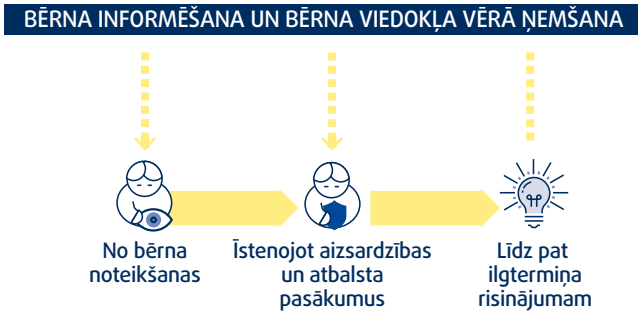 BĒRNA INFORMĒŠANA UN BĒRNA VIEDOKĻA VĒRĀ ŅEMŠANA
No bērna
noteikšanas
Īstenojot aizsardzības
un atbalsta
pasākumus
Līdz pat
ilgtermiņa
risinājumam